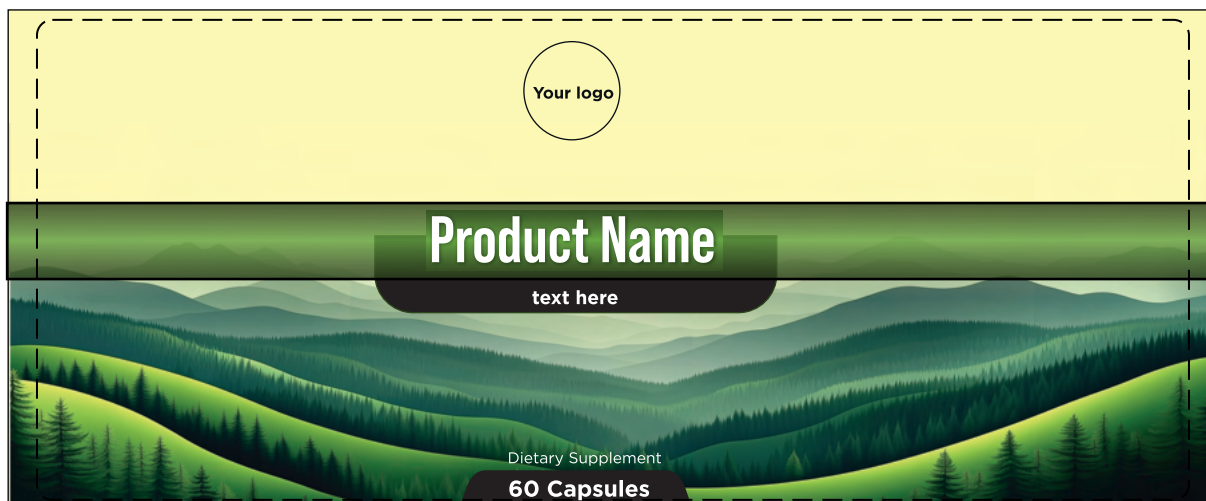 Your logo
Product Name
text here
Dietary Supplement
60 Capsules